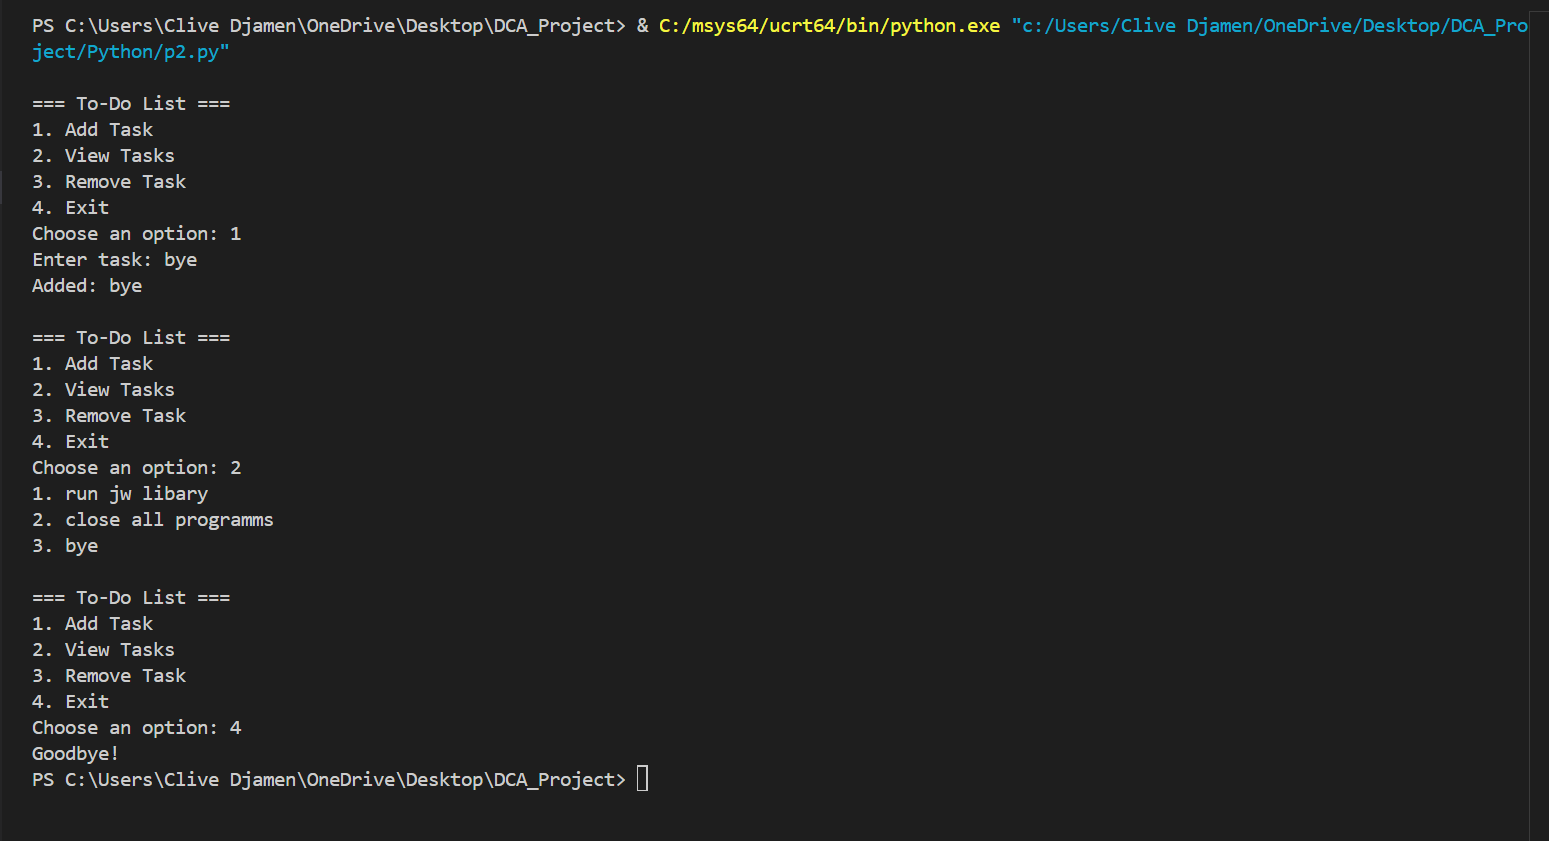 PS C:\Users\Clive Djamen\OneDrive\Desktop\DCA_Project> & C:/msys64/ucrt64/bin/python.exe "c:/Users/Clive Djamen/OneDrive/Desktop/DCA_Pro
ject/Python/p2.py"
=== To-Do List ===
1. Add Task
2. View Tasks
3. Remove Task
4. Exit
Choose an option: 1
Enter task: bye
Added: bye
=== To-Do List ===
1. Add Task
2. View Tasks
3. Remove Task
4. Exit
Choose an option: 2
1. run jw libary
2. close all programms
3. bye
=== To-Do List ===
1. Add Task
2. View Tasks
3. Remove Task
4. Exit
Choose an option: 4
Goodbye!
PS C:\Users\Clive Djamen\OneDrive\Desktop\DCA_Project>